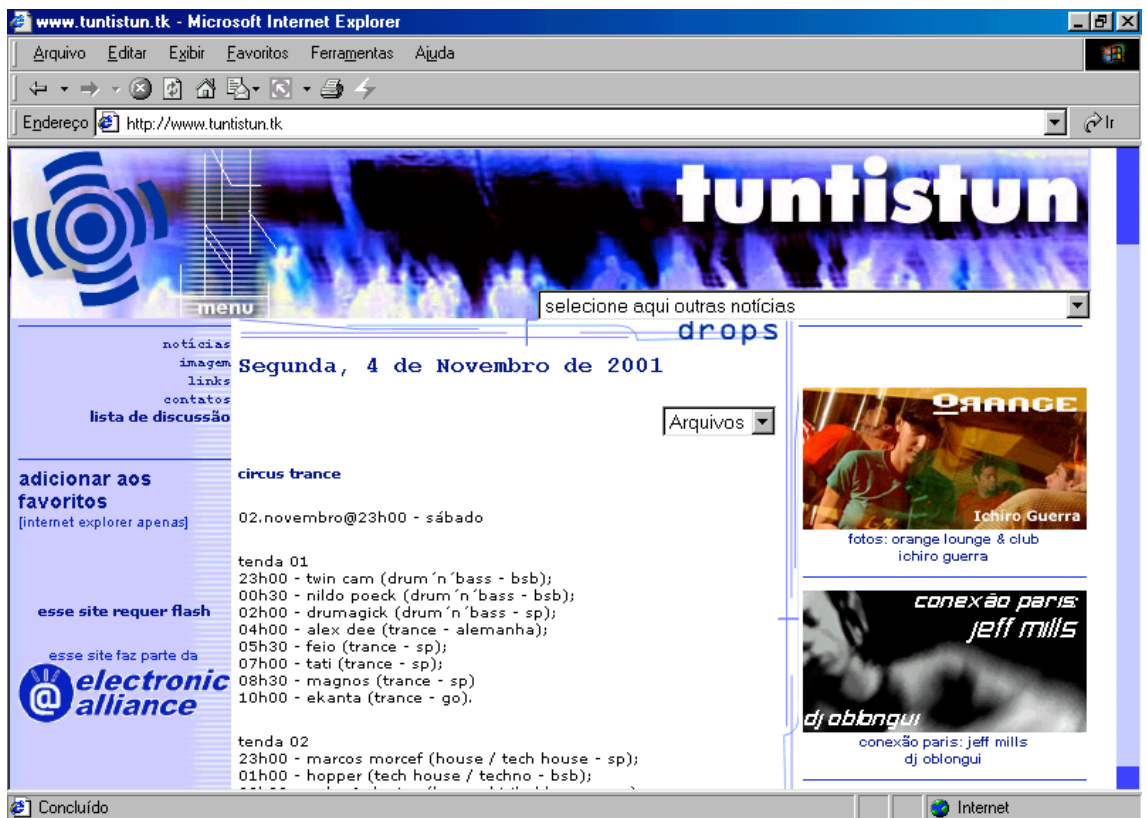 www.tuntistun.tk - Microsoft Internet Explorer
Arquivo Editar Exibir Favoritos Ferramentas Ajuda
Endereço http://www.tuntistun.tk Ir
tuntistun
menu
selecione aqui outras notícias
drops
notícias
imagem
links
contatos
lista de discussão
adicionar aos
favoritos
[internet explorer apenas]
esse site requer flash
esse site faz parte da
@ electronic
alliance
Segunda, 4 de Novembro de 2001
Arquivos
circus trance
02.novembro@23h00 - sábado
tenda 01
23h00 - twin cam (drum´n´bass - bsb);
00h30 - nildo poeck (drum´n´bass - bsb);
02h00 - drumagick (drum´n´bass - sp);
04h00 - alex dee (trance - alemanha);
05h30 - feio (trance - sp);
07h00 - tati (trance - sp);
08h30 - magnos (trance - sp)
10h00 - ekanta (trance - go).
tenda 02
23h00 - marcos morcef (house / tech house - sp);
01h00 - hopper (tech house / techno - bsb);
ORANGE
Ichiro Guerra
fotos: orange lounge & club
ichiro guerra
conexão paris:
jeff mills
dj oblongui
conexão paris: jeff mills
dj oblongui
Concluído
Internet